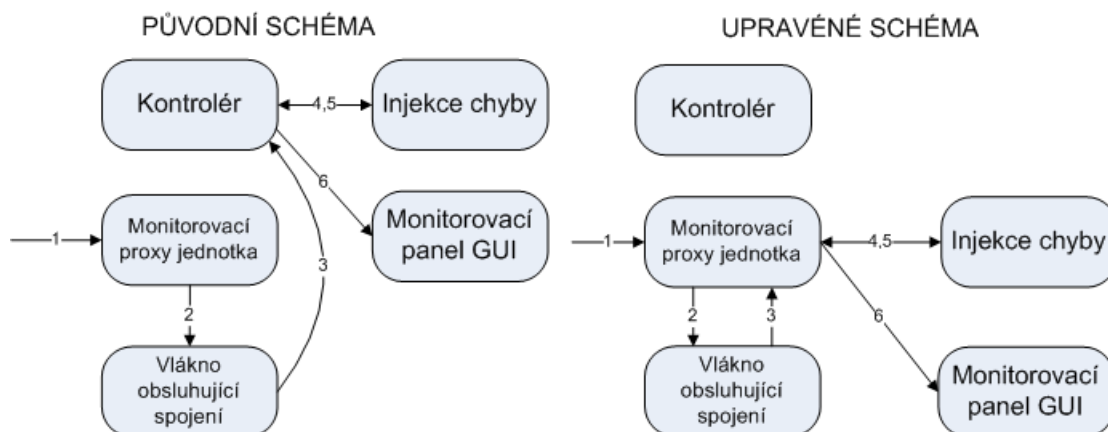 PŮVODNÍ SCHÉMA
Kontrolér
4,5
Injekce chyby
6
Monitorovací
proxy jednotka
Monitorovací
panel GUI
1
3
2
Vlákno
obsluhující
spojení
UPRAVÉNÉ SCHÉMA
Kontrolér
1
Monitorovací
proxy jednotka
4,5
Injekce chyby
2
3
6
Vlákno
obsluhující
spojení
Monitorovací
panel GUI